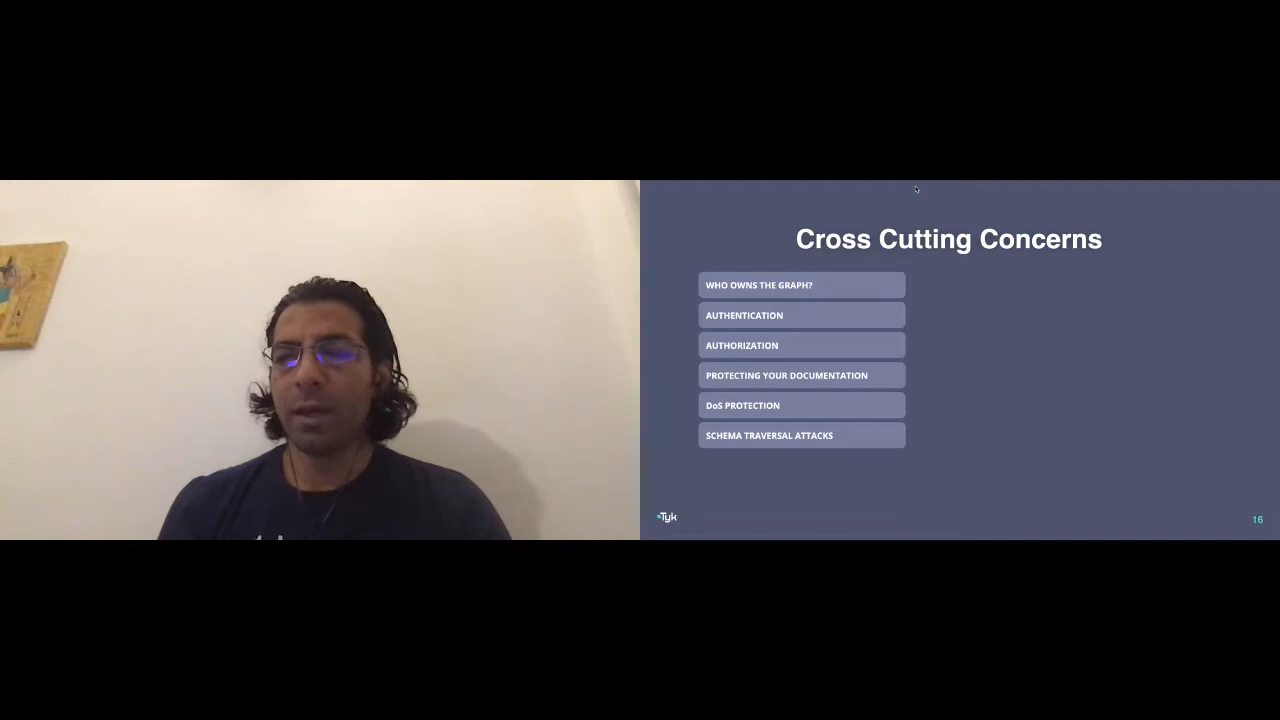 Cross Cutting Concerns
WHO OWNS THE GRAPH?
AUTHENTICATION
AUTHORIZATION
PROTECTING YOUR DOCUMENTATION
DoS PROTECTION
SCHEMA TRAVERSAL ATTACKS
Tyk
16